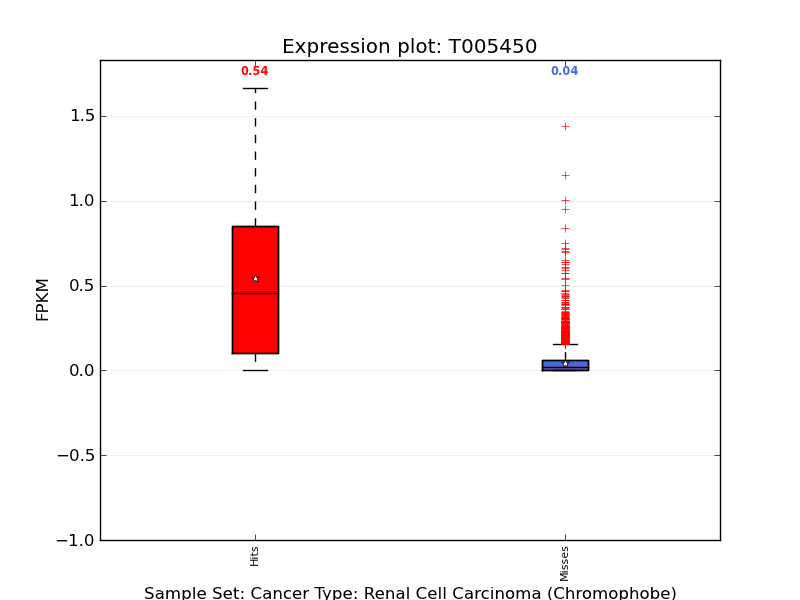 Expression plot: T005450
0.54
0.04
1.5
1.0
0.5
0.0
−0.5
−1.0
FPKM
Hits
Misses
Sample Set: Cancer Type: Renal Cell Carcinoma (Chromophobe)